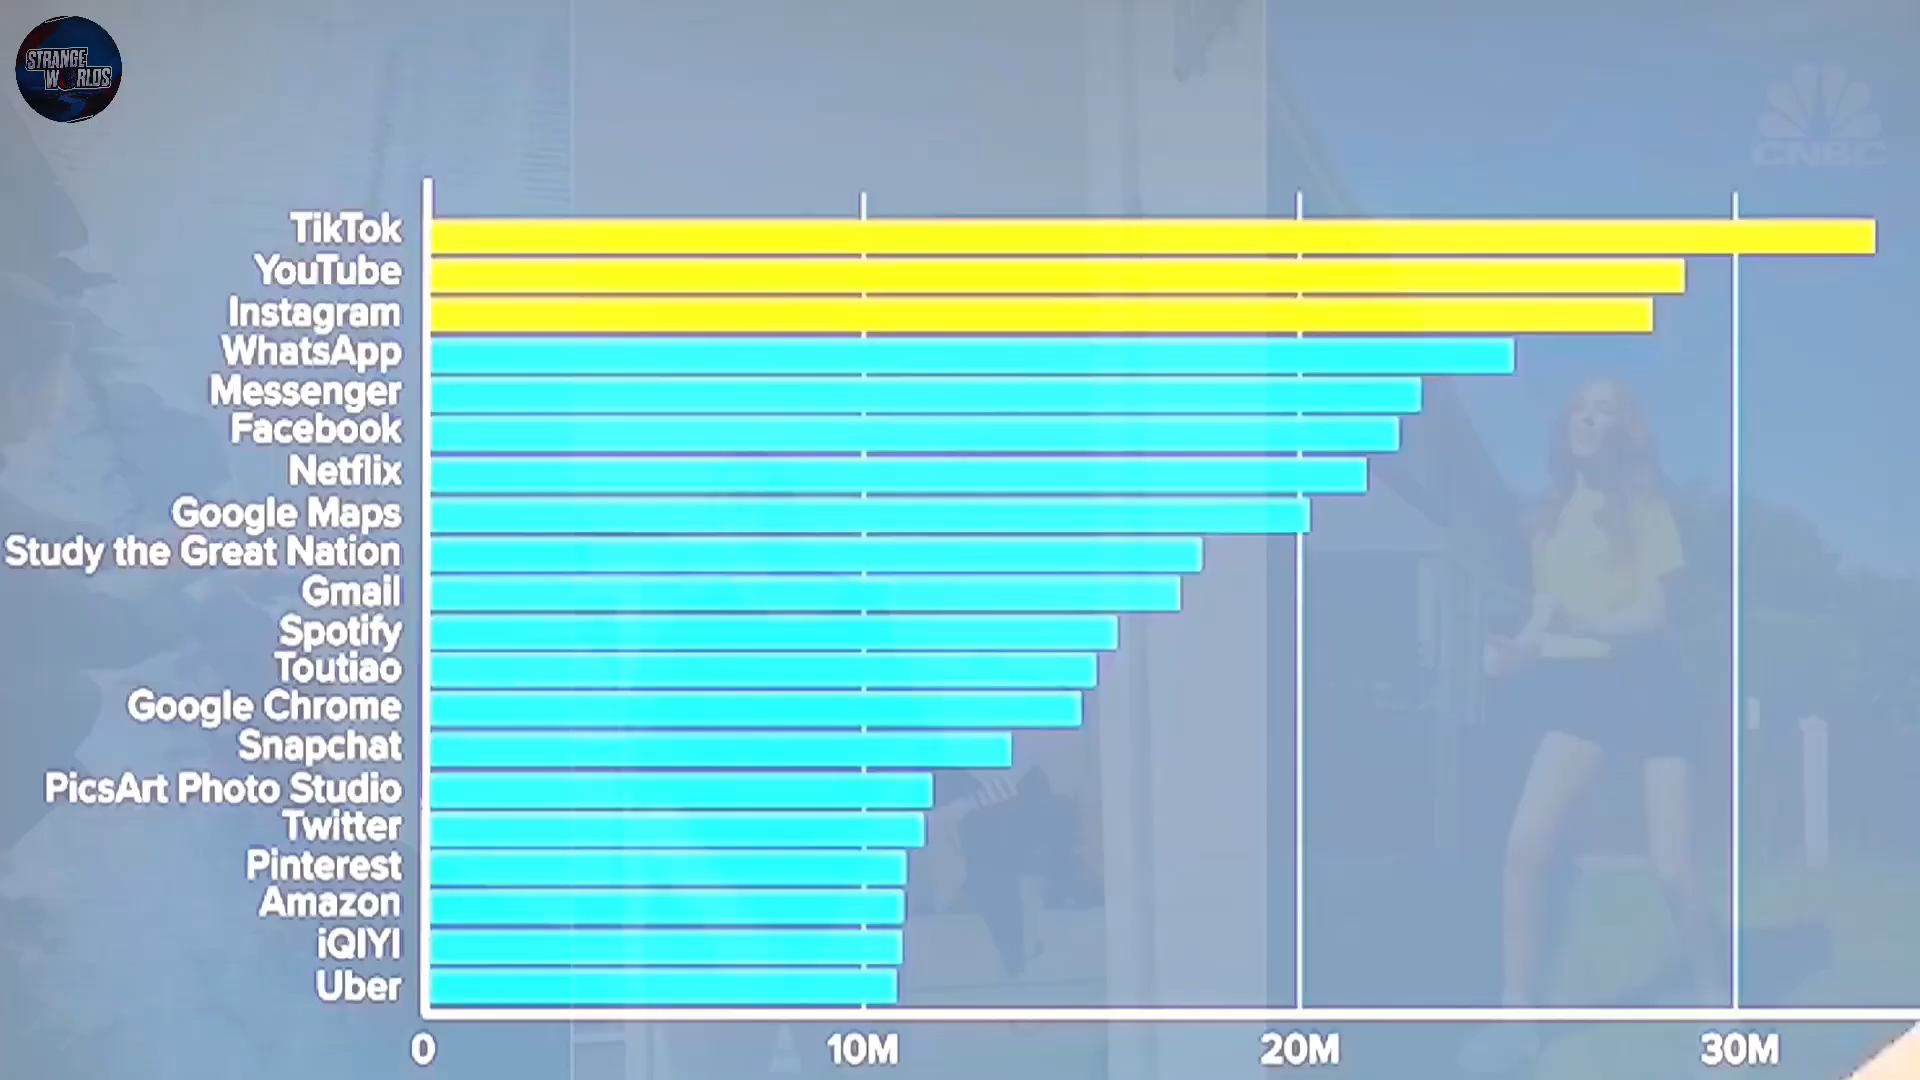 STRANGE
WORLDS
CNBC
TikTok
YouTube
Instagram
WhatsApp
Messenger
Facebook
Netflix
Google Maps
Study the Great Nation
Gmail
Spotify
Toutiao
Google Chrome
Snapchat
PicsArt Photo Studio
Twitter
Pinterest
Amazon
iQIYI
Uber
0 10M 20M 30M